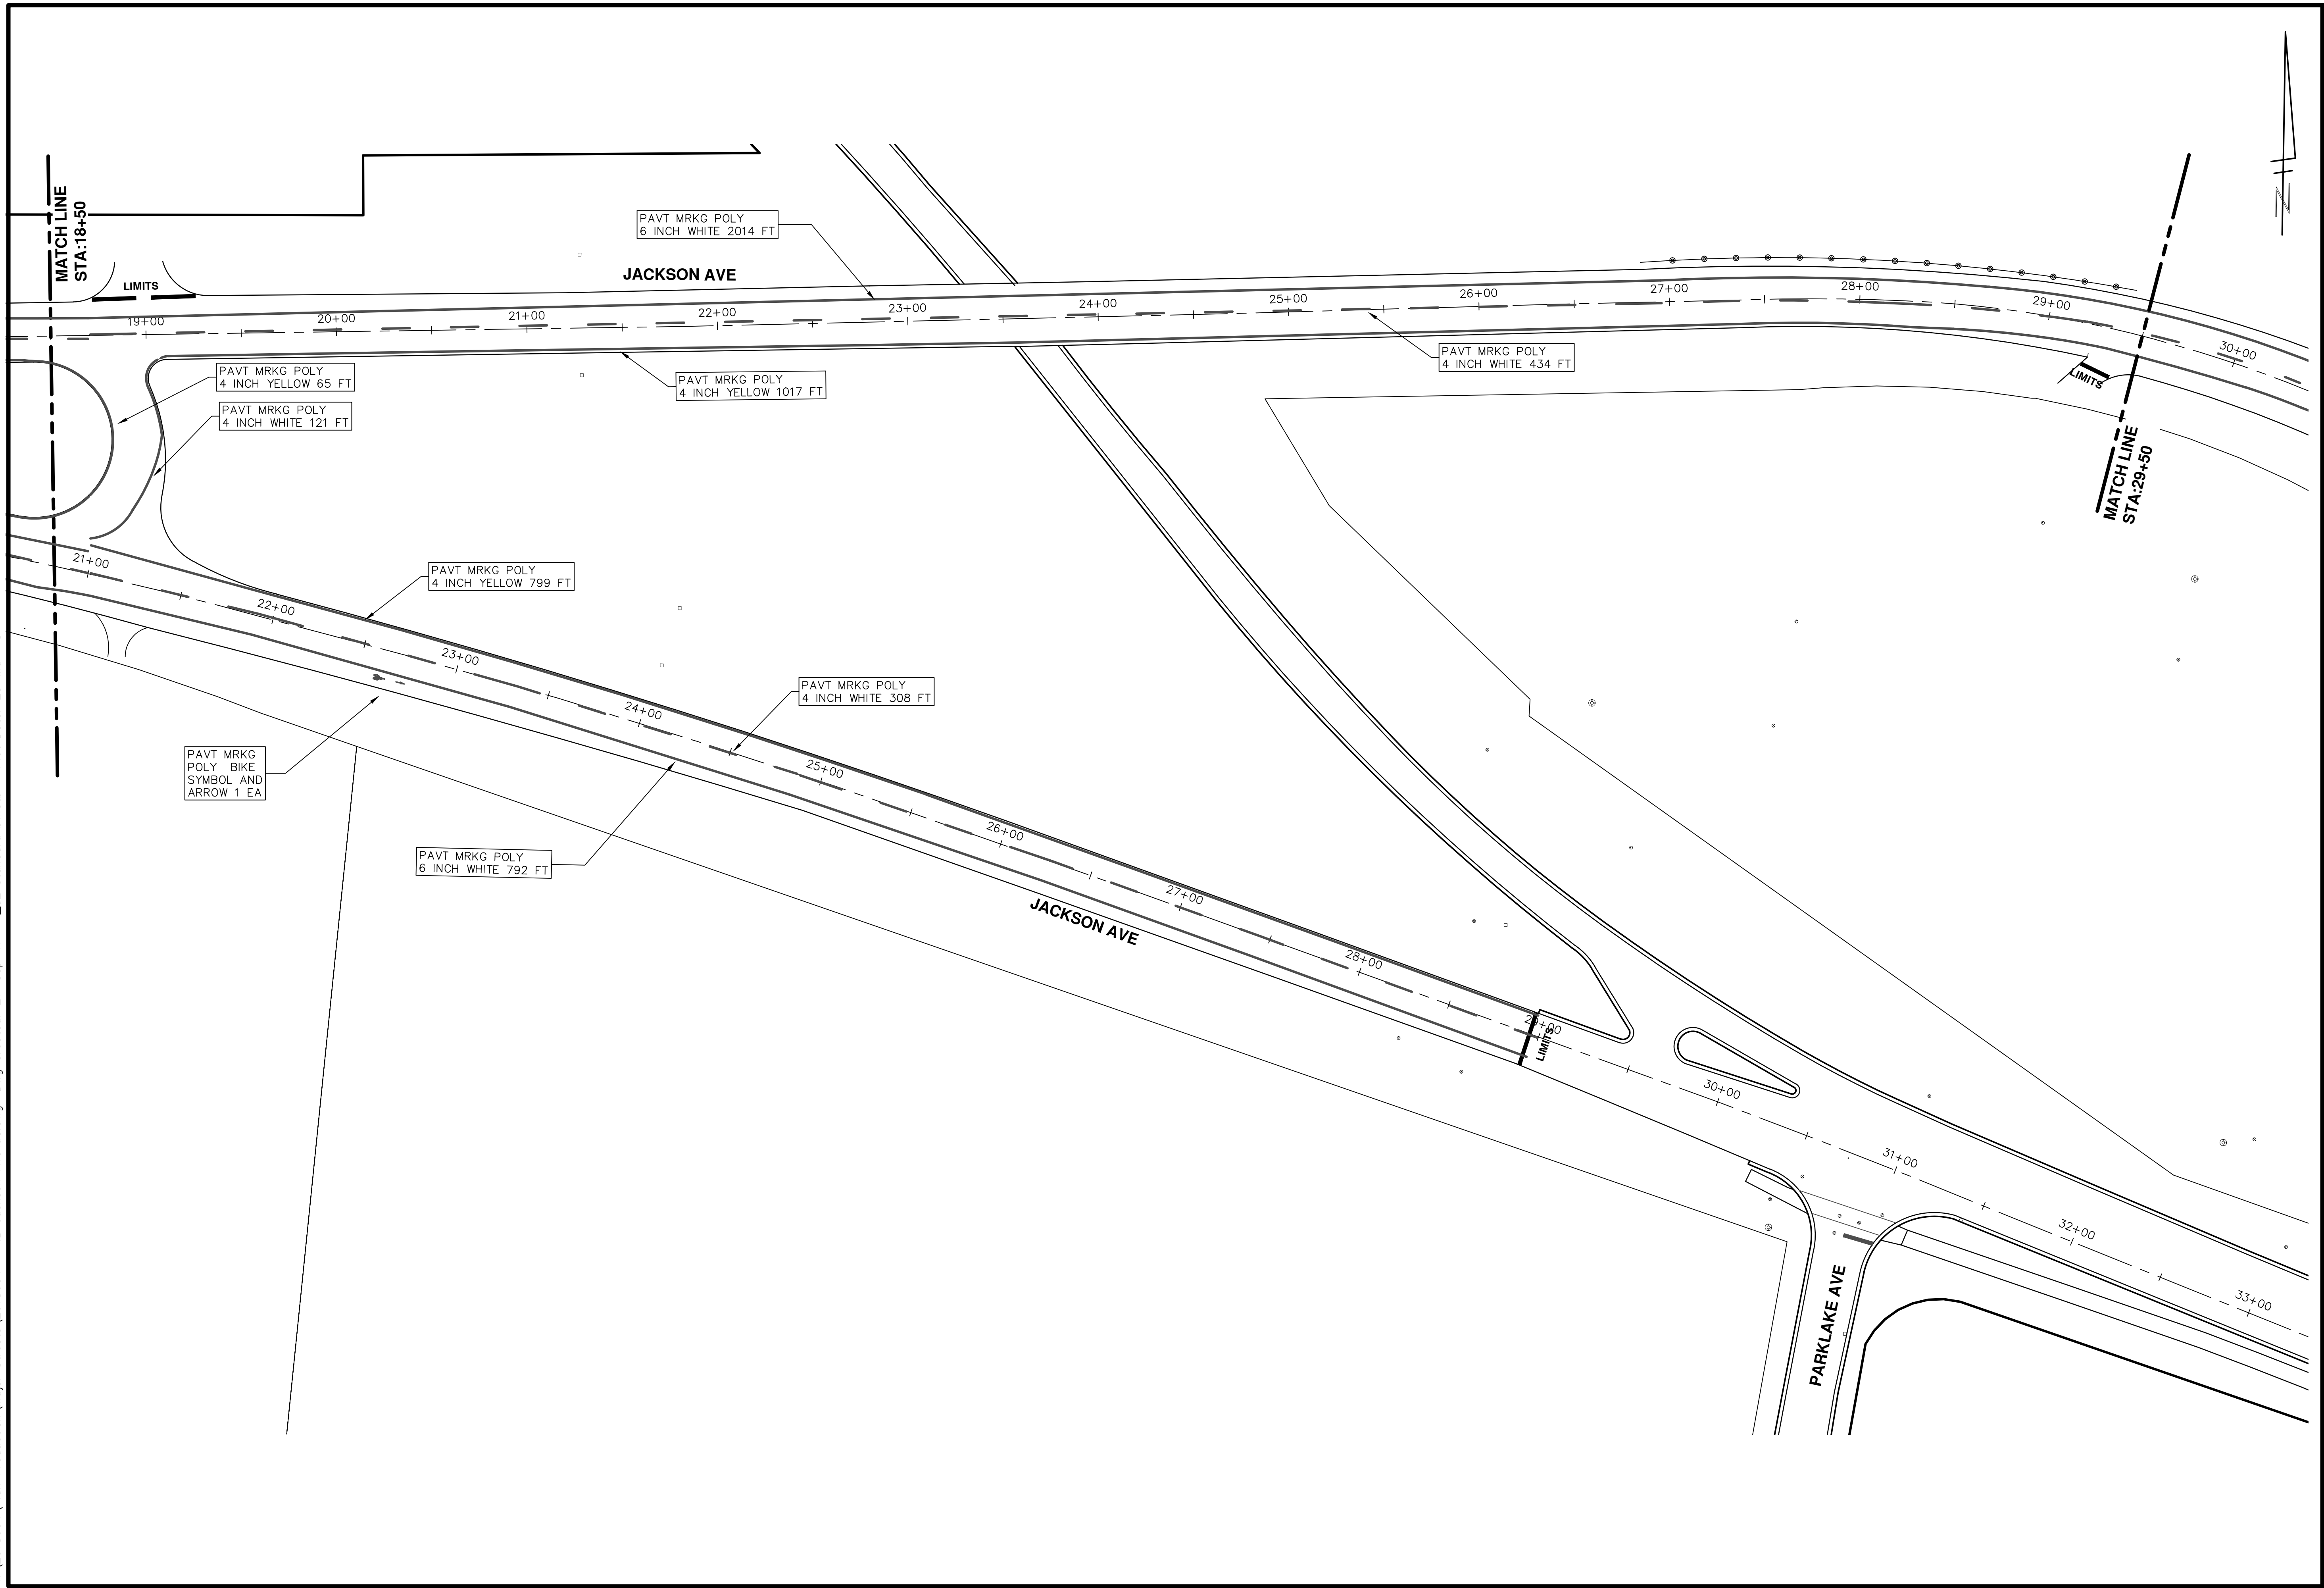 MATCH LINE
STA:18+50
LIMITS
PAVT MRKG POLY
6 INCH WHITE 2014 FT
JACKSON AVE
19+00
20+00
21+00
22+00
23+00
24+00
25+00
26+00
27+00
28+00
29+00
30+00
N
PAVT MRKG POLY
4 INCH YELLOW 65 FT
PAVT MRKG POLY
4 INCH WHITE 121 FT
PAVT MRKG POLY
4 INCH YELLOW 1017 FT
PAVT MRKG POLY
4 INCH WHITE 434 FT
LIMITS
MATCH LINE
STA:29+50
21+00
22+00
23+00
24+00
25+00
26+00
27+00
28+00
29+00
30+00
31+00
32+00
33+00
PAVT MRKG POLY
4 INCH YELLOW 799 FT
PAVT MRKG POLY
4 INCH WHITE 308 FT
PAVT MRKG
POLY BIKE
SYMBOL AND
ARROW 1 EA
PAVT MRKG POLY
6 INCH WHITE 792 FT
JACKSON AVE
LIMITS
PARKLAKE AVE